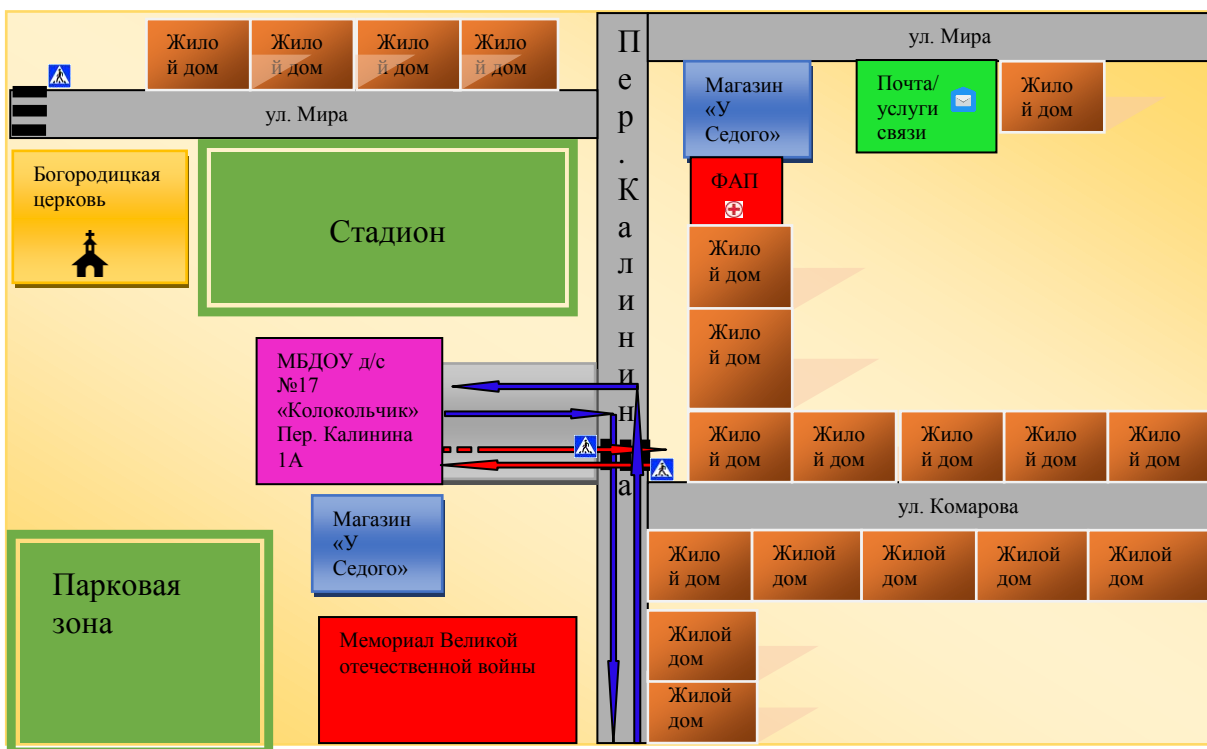 Жило
й дом
Жило
й дом
Жило
й дом
Жило
й дом
ул. Мира
ул. Мира
Пер. Калинина
Магазин
«У
Седого»
Почта/
услуги
связи
Жило
й дом
Богородицкая
церковь
Стадион
ФАП
Жило
й дом
Жило
й дом
МБДОУ д/с
№17
«Колокольчик»
Пер. Калинина
1А
Жило
й дом
Жило
й дом
Жило
й дом
Жило
й дом
Жило
й дом
ул. Комарова
Магазин
«У
Седого»
Жило
й дом
Жилой
дом
Жилой
дом
Жилой
дом
Жилой
дом
Парковая
зона
Мемориал Великой
отечественной войны
Жилой
дом
Жилой
дом